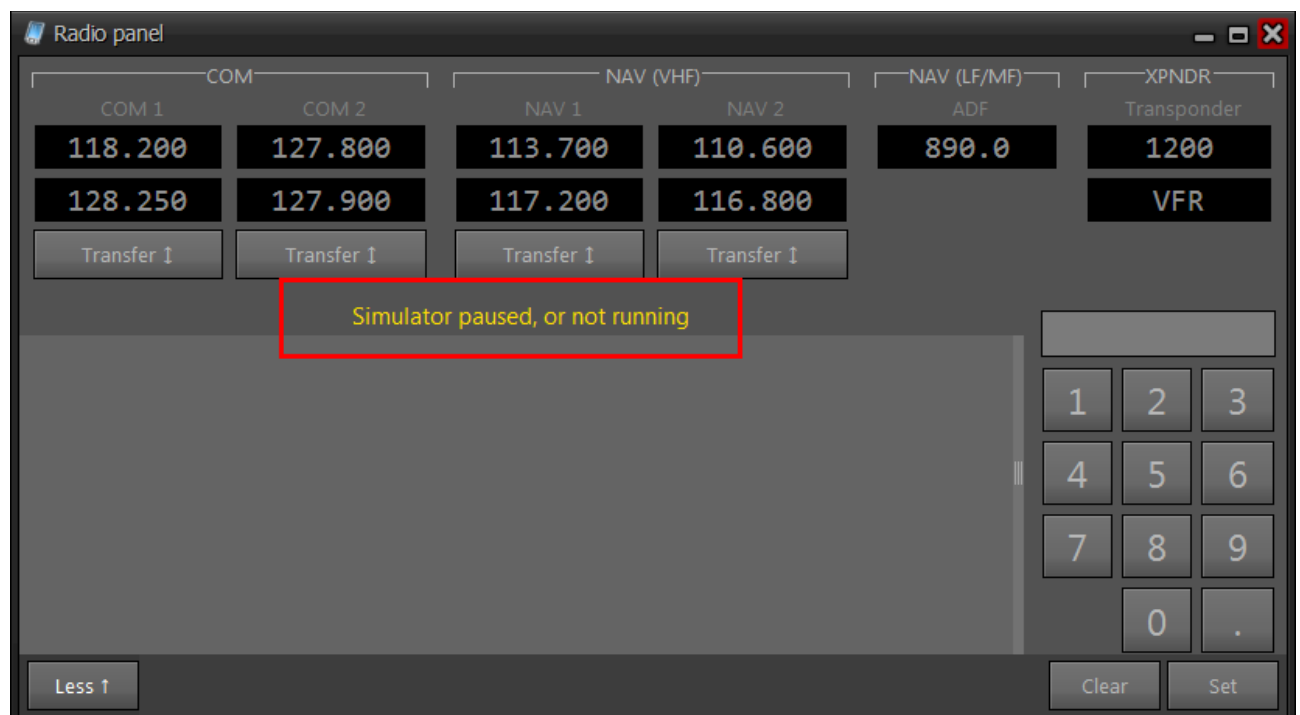 Radio panel
COM NAV (VHF) NAV (LF/MF) XPNDR
COM 1 COM 2 NAV 1 NAV 2 ADF Transponder
118.200 127.800 113.700 110.600 890.0 1200
128.250 127.900 117.200 116.800 VFR
Transfer ↕ Transfer ↕ Transfer ↕ Transfer ↕
Simulator paused, or not running
1 2 3
4 5 6
7 8 9
0 .
Less ↑ Clear Set